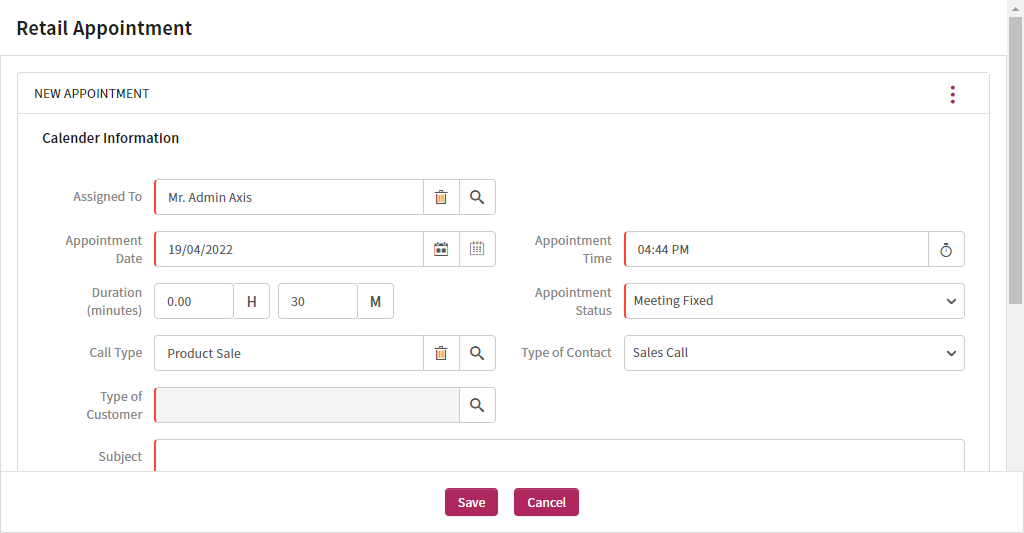 Retail Appointment
NEW APPOINTMENT
Calender Information
Assigned To Mr. Admin Axis
Appointment Date 19/04/2022 Appointment Time 04:44 PM
Duration (minutes) 0.00 H 30 M Appointment Status Meeting Fixed
Call Type Product Sale Type of Contact Sales Call
Type of Customer
Subject
Save Cancel